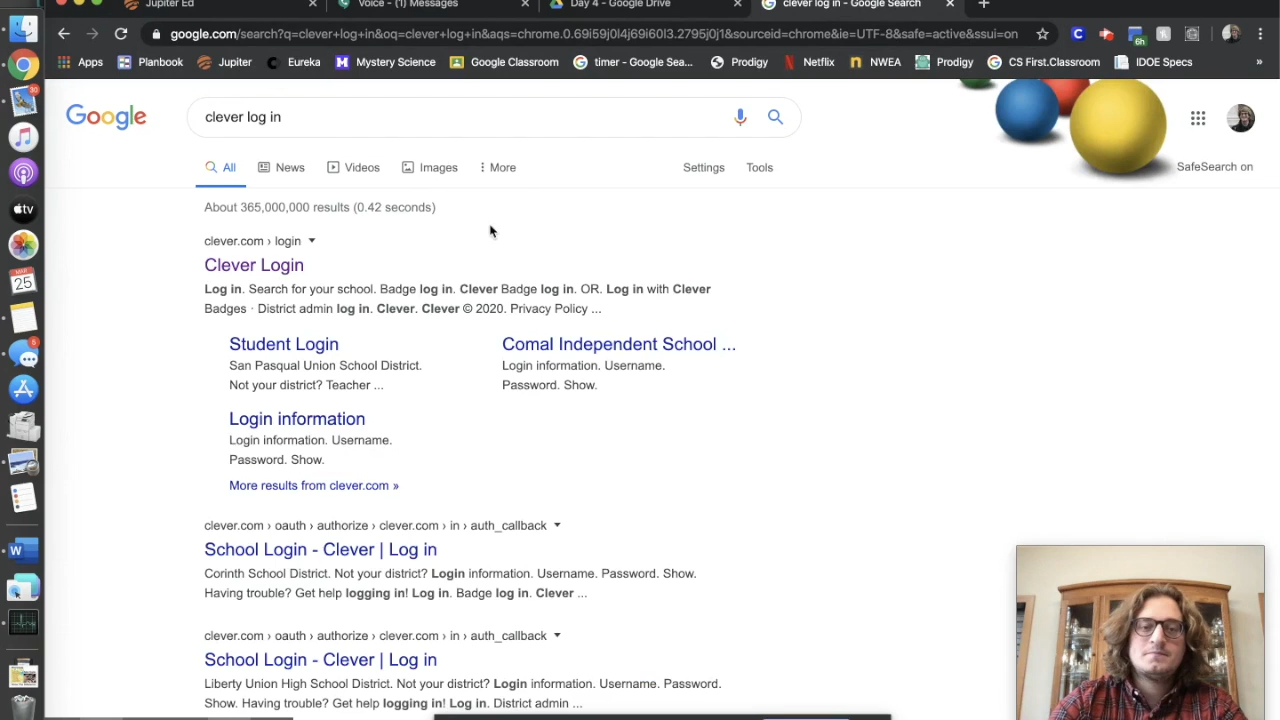 Jupiter Ed
Voice - (1) Messages
Day 4 - Google Drive
clever log in - Google Search
google.com/search?q=clever+log+in&oq=clever+log+in&aqs=chrome.0.69i59j0l4j69i60l3.2795j0j1&sourceid=chrome&ie=UTF-8&safe=active&ssui=on
6h
Apps
Planbook
Jupiter
Eureka
Mystery Science
Google Classroom
timer - Google Sea...
Prodigy
Netflix
NWEA
Prodigy
CS First.Classroom
IDOE Specs
»
30
tv
MAR
25
6
W
Google
clever log in
SafeSearch on
All
News
Videos
Images
More
Settings
Tools
About 365,000,000 results (0.42 seconds)
clever.com › login
Clever Login
Log in. Search for your school. Badge log in. Clever Badge log in. OR. Log in with Clever
Badges · District admin log in. Clever. Clever © 2020. Privacy Policy ...
Student Login
San Pasqual Union School District.
Not your district? Teacher ...
Comal Independent School ...
Login information. Username.
Password. Show.
Login information
Login information. Username.
Password. Show.
More results from clever.com »
clever.com › oauth › authorize › clever.com › in › auth_callback
School Login - Clever | Log in
Corinth School District. Not your district? Login information. Username. Password. Show.
Having trouble? Get help logging in! Log in. Badge log in. Clever ...
clever.com › oauth › authorize › clever.com › in › auth_callback
School Login - Clever | Log in
Liberty Union High School District. Not your district? Login information. Username. Password.
Show. Having trouble? Get help logging in! Log in. District admin ...